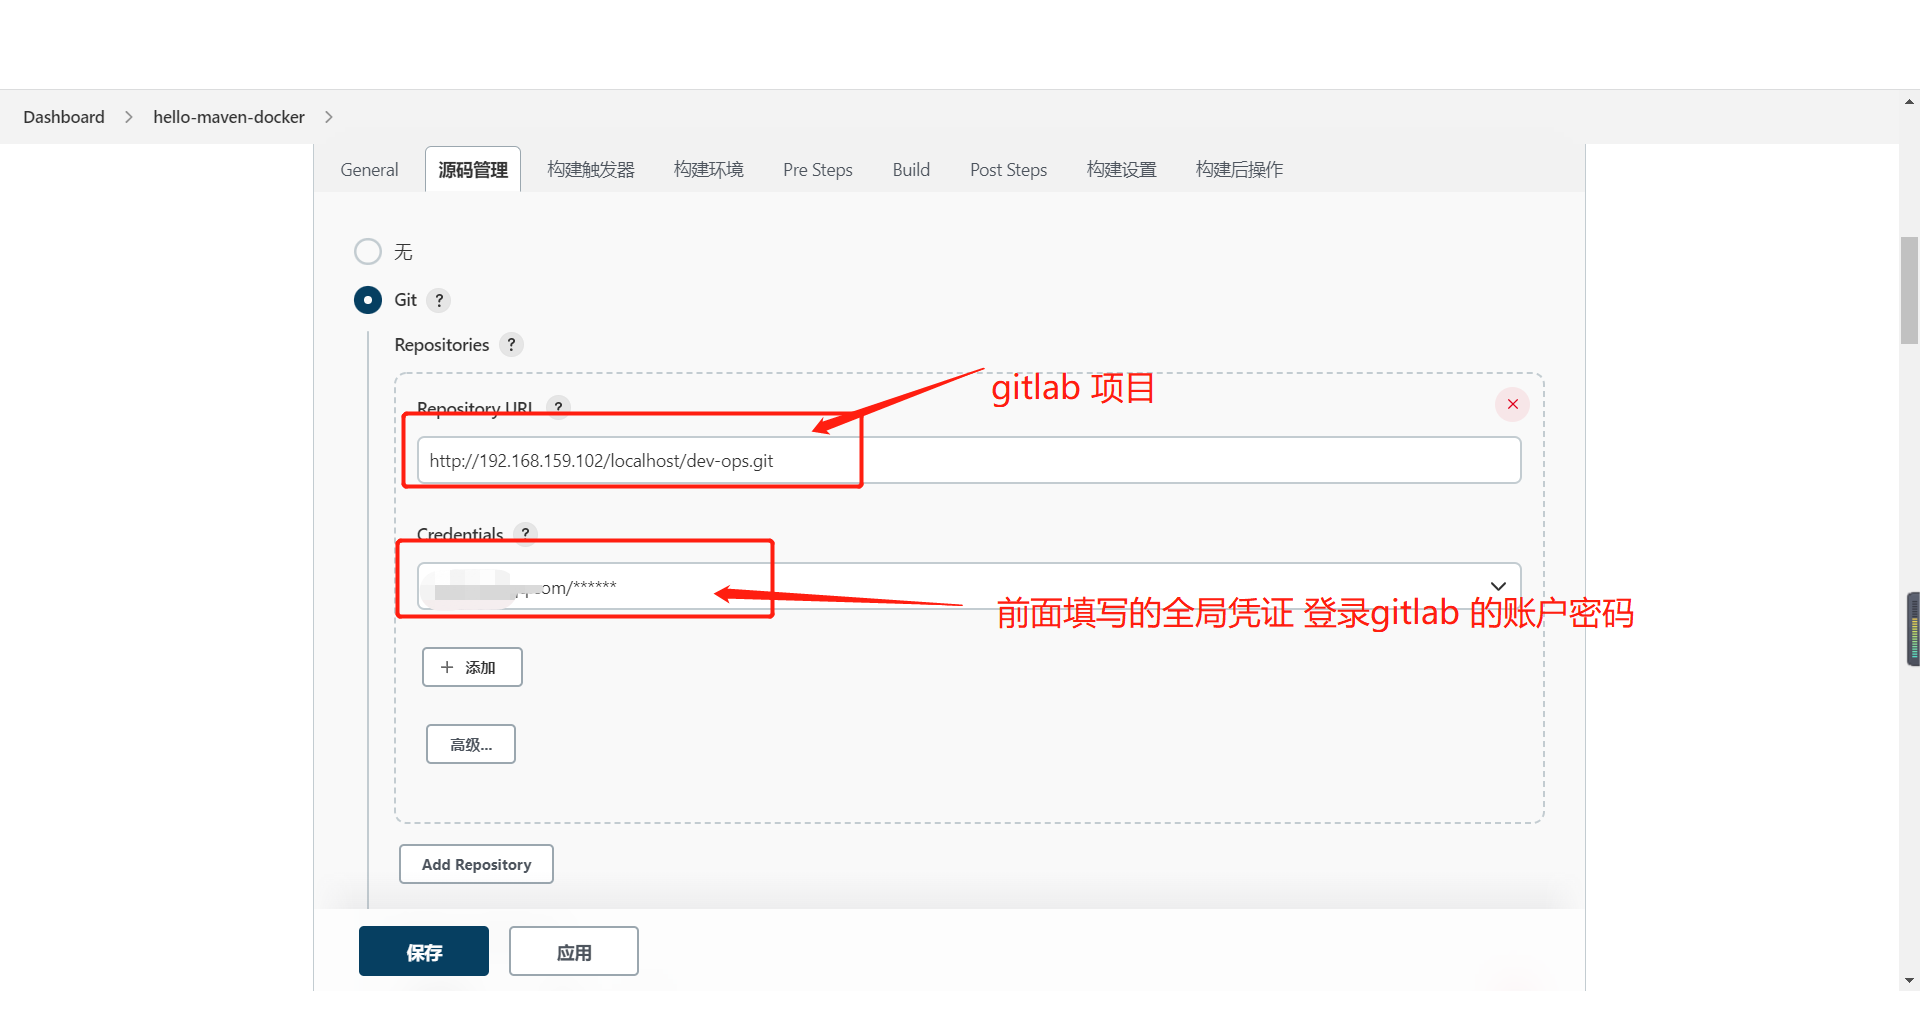 Dashboard > hello-maven-docker >
General 源码管理 构建触发器 构建环境 Pre Steps Build Post Steps 构建设置 构建后操作
无
Git ?
Repositories ?
gitlab 项目
Repository URL ?
http://192.168.159.102/localhost/dev-ops.git
Credentials ?
om/******
前面填写的全局凭证 登录gitlab 的账户密码
+ 添加
高级...
Add Repository
保存 应用